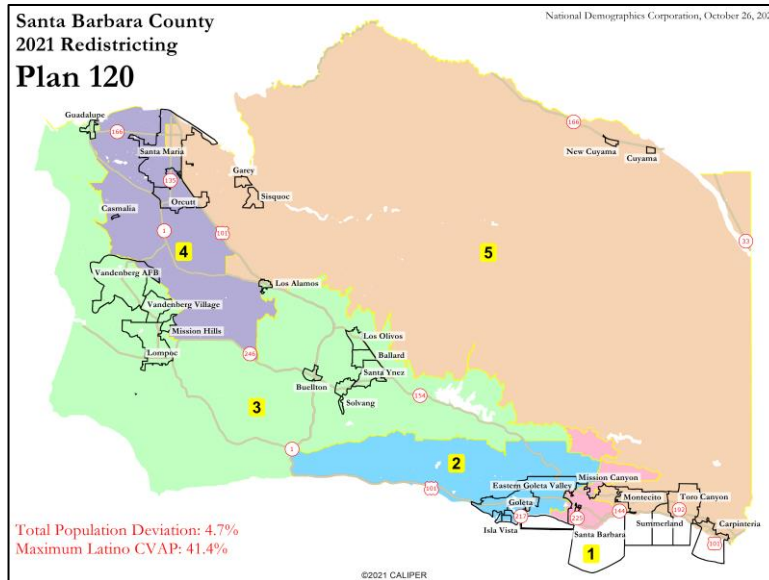 Santa Barbara County
2021 Redistricting
Plan 120
National Demographics Corporation, October 26, 202
Guadalupe
166
Santa Maria
135
Orcutt
Garey
Sisquoc
166
New Cuyama
Cuyama
33
Casmalia
1
101
4
5
Vandenberg AFB
Los Alamos
Vandenberg Village
Mission Hills
Lompoc
246
Los Olivos
Ballard
Santa Ynez
Buellton
Solvang
154
3
1
2
101
Eastern Goleta Valley
Mission Canyon
Goleta
Montecito
Toro Canyon
217
225
144
192
Isla Vista
Santa Barbara
Summerland
Carpinteria
1
101
Total Population Deviation: 4.7%
Maximum Latino CVAP: 41.4%
©2021 CALIPER